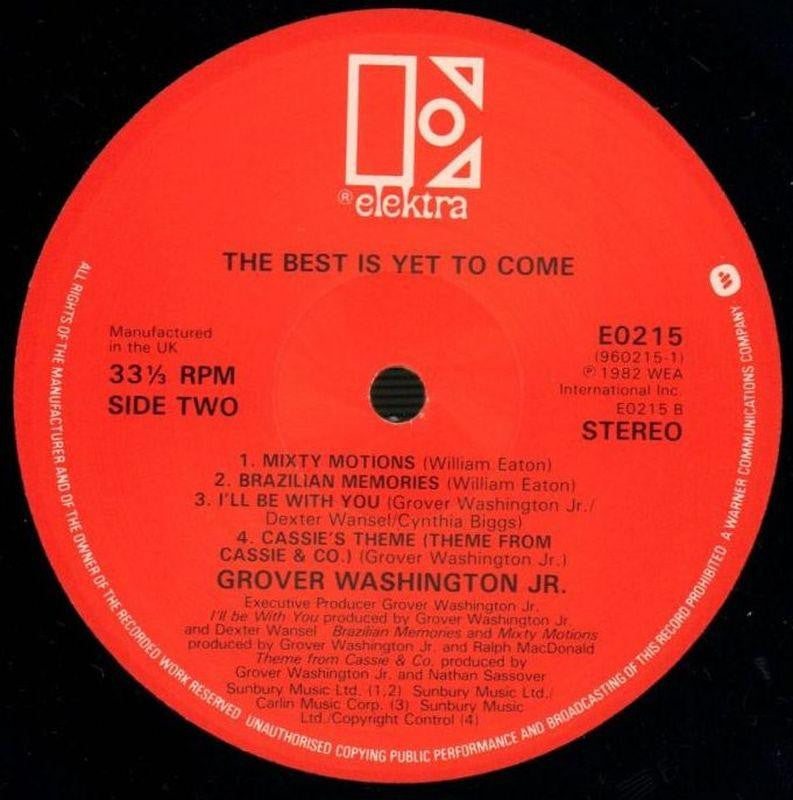 ® elektra
THE BEST IS YET TO COME
Manufactured
in the UK
33⅓ RPM
SIDE TWO
E0215
(960215-1)
℗ 1982 WEA
International Inc.
E0215 B
STEREO
1. MIXTY MOTIONS (William Eaton)
2. BRAZILIAN MEMORIES (William Eaton)
3. I'LL BE WITH YOU (Grover Washington Jr./
Dexter Wansel/Cynthia Biggs)
4. CASSIE'S THEME (THEME FROM
CASSIE & CO.) (Grover Washington Jr.)
GROVER WASHINGTON JR.
Executive Producer Grover Washington Jr.
I'll be With You produced by Grover Washington Jr.
and Dexter Wansel Brazilian Memories and Mixty Motions
produced by Grover Washington Jr. and Ralph MacDonald
Theme from Cassie & Co. produced by
Grover Washington Jr. and Nathan Sassover
Sunbury Music Ltd. (1,2) Sunbury Music Ltd./
Carlin Music Corp. (3) Sunbury Music
Ltd./Copyright Control (4)
ALL RIGHTS OF THE MANUFACTURER AND OF THE OWNER OF THE RECORDED WORK RESERVED UNAUTHORISED COPYING PUBLIC PERFORMANCE AND BROADCASTING OF THIS RECORD PROHIBITED A WARNER COMMUNICATIONS COMPANY